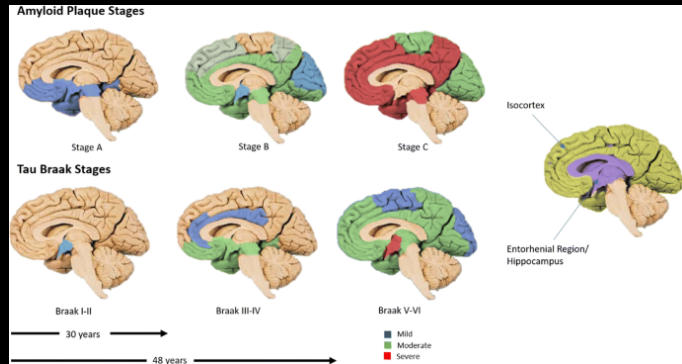 Amyloid Plaque Stages
Stage A
Stage B
Stage C
Isocortex
Tau Braak Stages
Entorhenial Region/
Hippocampus
Braak I-II
Braak III-IV
Braak V-VI
30 years
48 years
Mild
Moderate
Severe